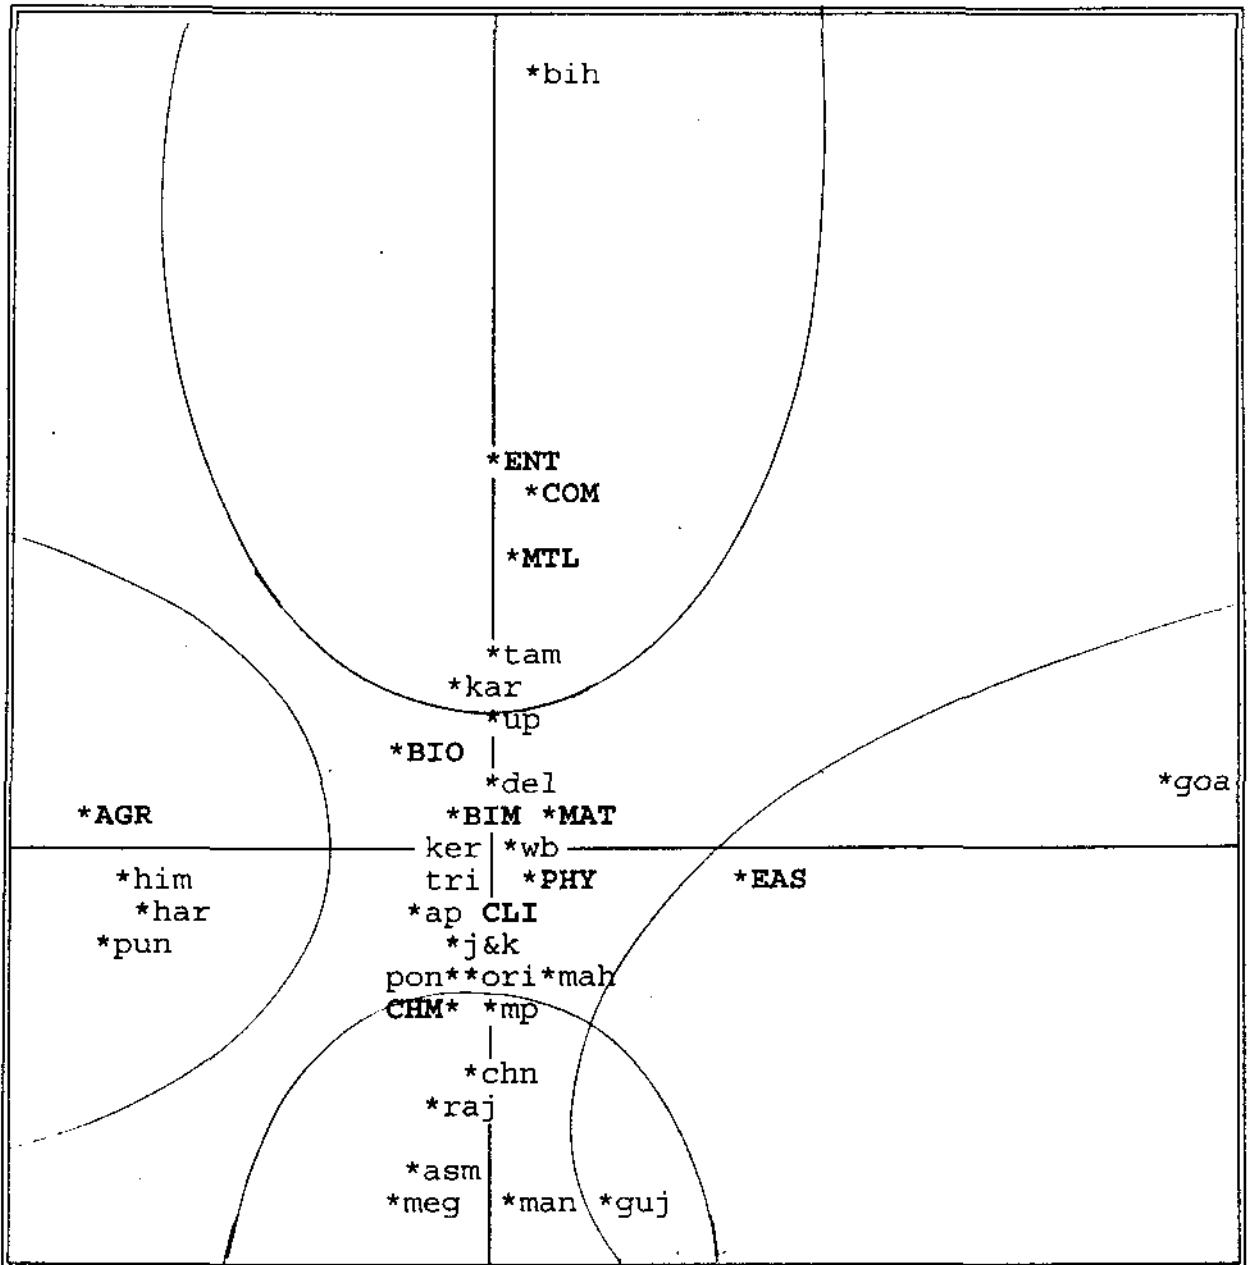 *bih
*ENT
*COM
*MTL
*tam
*kar
*up
*BIO
*del
*goa
*AGR *BIM *MAT
ker *wb
*him tri *PHY *EAS
*har *ap CLI
*pun *j&k
pon**ori*mah
CHM* *mp
*chn
*raj
*asm
*meg *man *guj